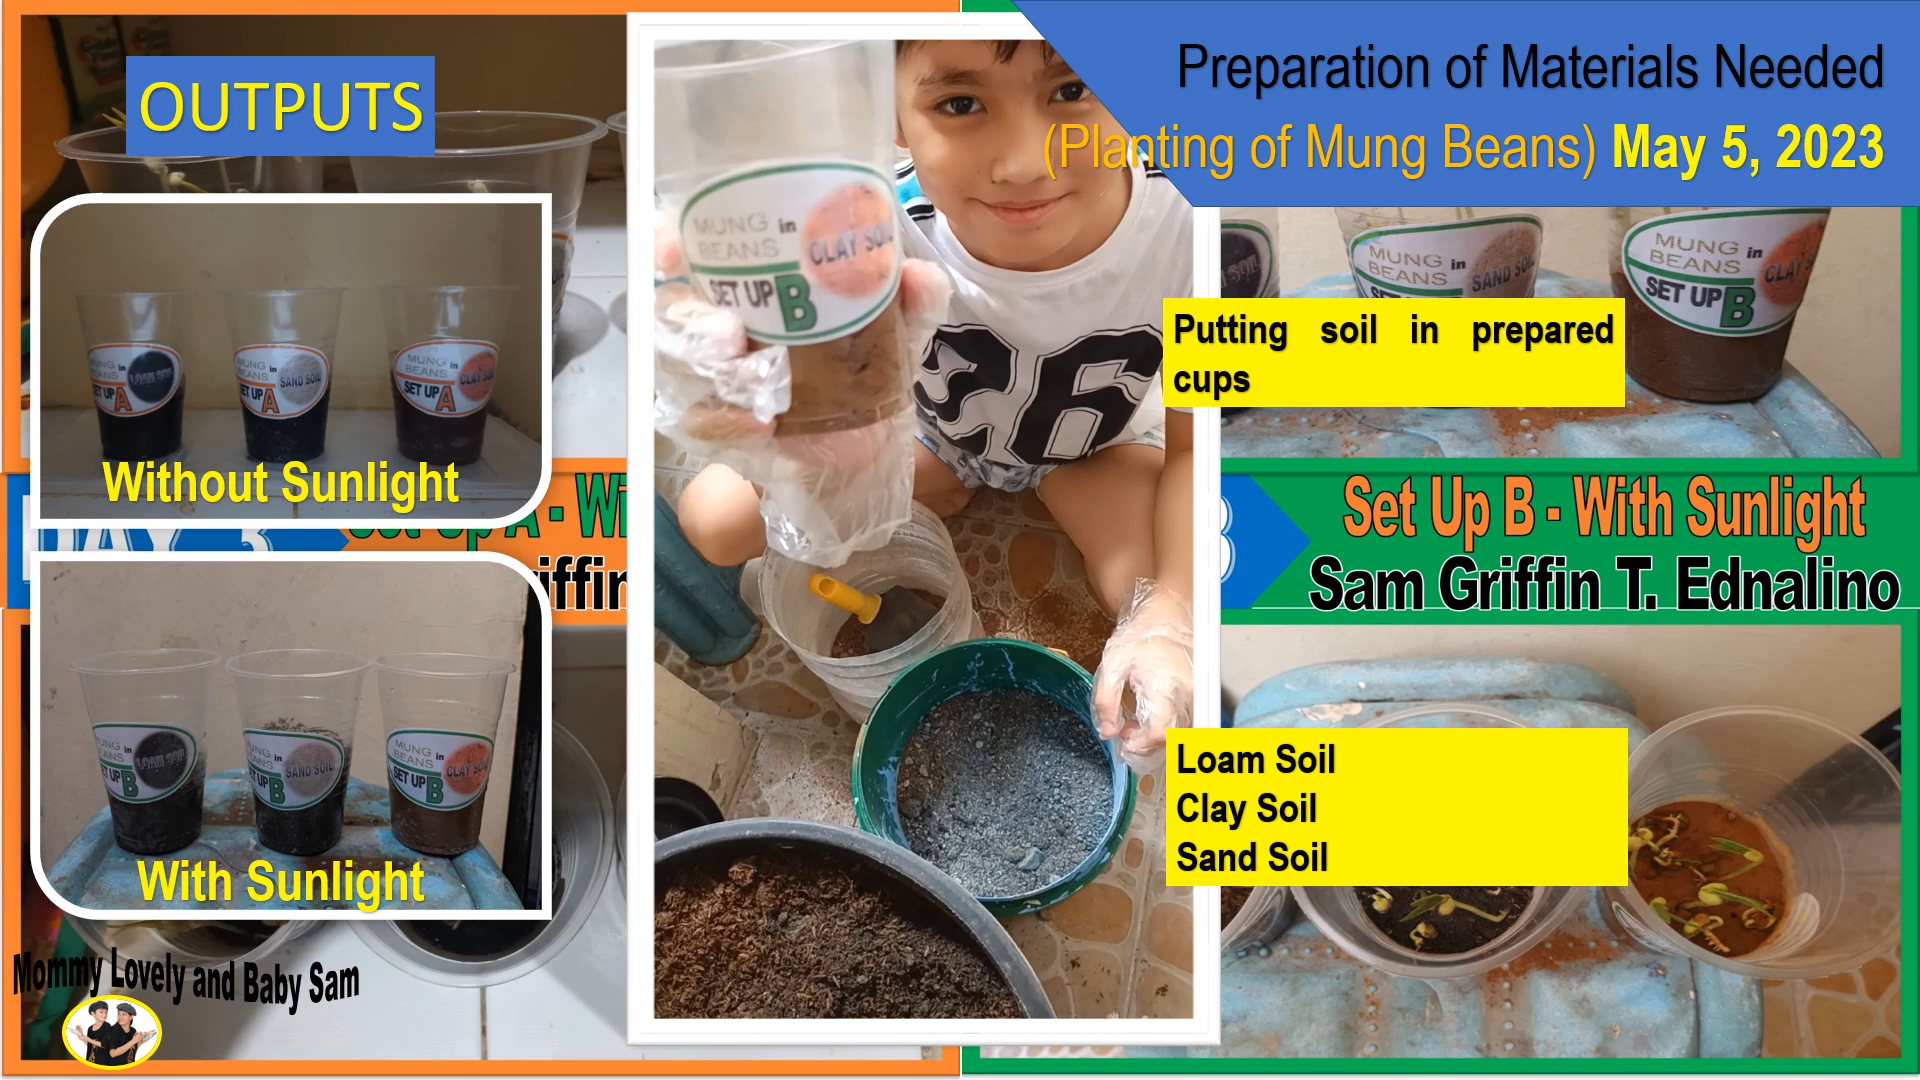 OUTPUTS
Preparation of Materials Needed
(Planting of Mung Beans) May 5, 2023
MUNG in
BEANS
LOAM SOIL
SET UP A
MUNG in
BEANS
SAND SOIL
SET UP A
MUNG in
BEANS
CLAY SOIL
SET UP A
Without Sunlight
MUNG in
BEANS
CLAY SOIL
SET UP B
SOIL
MUNG in
BEANS
SAND SOIL
MUNG in
BEANS
CLAY
SET UP B
Putting soil in prepared
cups
DAY 3
Set Up B - With Sunlight
Sam Griffin T. Ednalino
MUNG in
BEANS
LOAM SOIL
SET UP B
MUNG in
BEANS
SAND SOIL
SET UP B
MUNG in
BEANS
CLAY SOIL
SET UP B
With Sunlight
Loam Soil
Clay Soil
Sand Soil
Mommy Lovely and Baby Sam